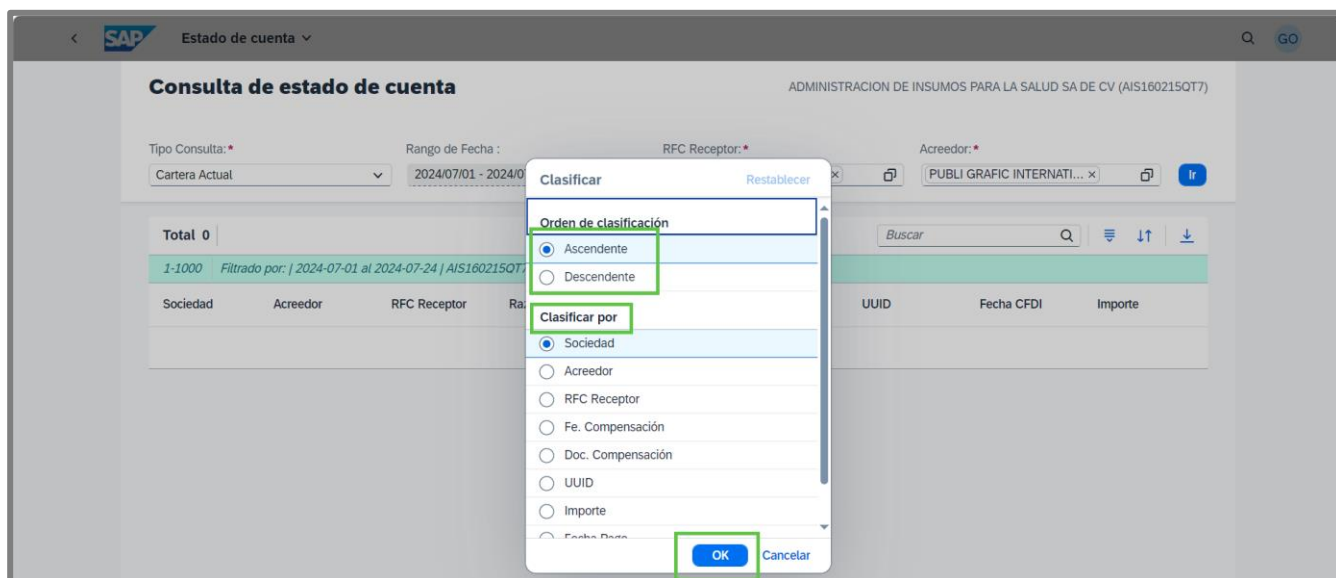 SAP Estado de cuenta GO
Consulta de estado de cuenta ADMINISTRACION DE INSUMOS PARA LA SALUD SA DE CV (AIS160215QT7)
Tipo Consulta:* Rango de Fecha : RFC Receptor:* Acreedor:*
Cartera Actual 2024/07/01 - 2024/07 PUBLI GRAFIC INTERNATI... × Ir
Clasificar Restablecer
Orden de clasificación
Ascendente
Descendente
Clasificar por
Sociedad
Acreedor
RFC Receptor
Fe. Compensación
Doc. Compensación
UUID
Importe
Fecha Pago
OK Cancelar
Total 0 Buscar
1-1000 Filtrado por: | 2024-07-01 al 2024-07-24 | AIS160215QT7
Sociedad Acreedor RFC Receptor UUID Fecha CFDI Importe